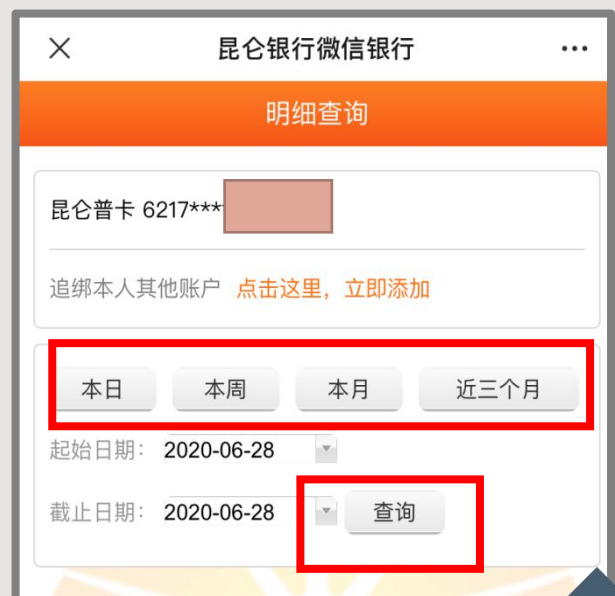 昆仑银行微信银行
明细查询
昆仑普卡 6217***
追绑本人其他账户 点击这里，立即添加
本日 本周 本月 近三个月
起始日期： 2020-06-28
截止日期： 2020-06-28 查询